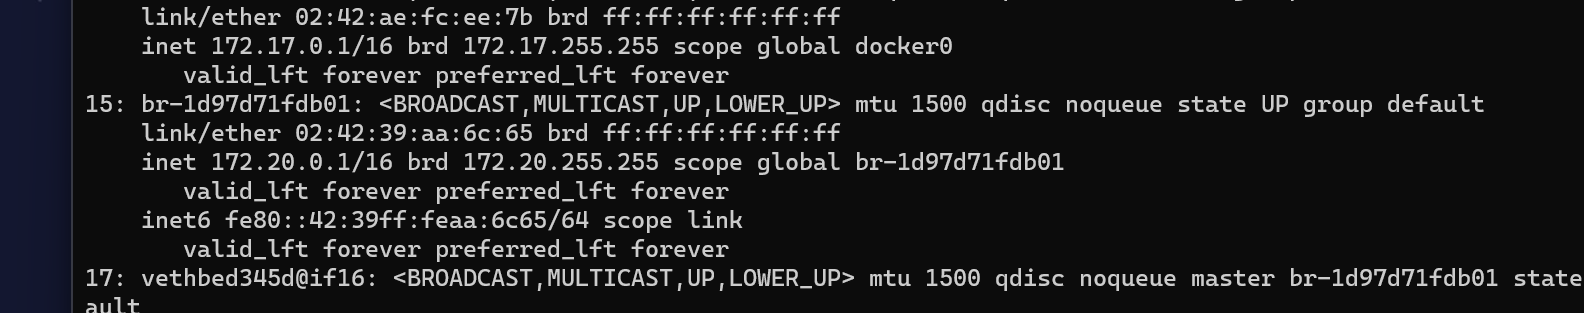 link/ether 02:42:ae:fc:ee:7b brd ff:ff:ff:ff:ff:ff
inet 172.17.0.1/16 brd 172.17.255.255 scope global docker0
valid_lft forever preferred_lft forever
15: br-1d97d71fdb01: <BROADCAST,MULTICAST,UP,LOWER_UP> mtu 1500 qdisc noqueue state UP group default
link/ether 02:42:39:aa:6c:65 brd ff:ff:ff:ff:ff:ff
inet 172.20.0.1/16 brd 172.20.255.255 scope global br-1d97d71fdb01
valid_lft forever preferred_lft forever
inet6 fe80::42:39ff:feaa:6c65/64 scope link
valid_lft forever preferred_lft forever
17: vethbed345d@if16: <BROADCAST,MULTICAST,UP,LOWER_UP> mtu 1500 qdisc noqueue master br-1d97d71fdb01 state
ault